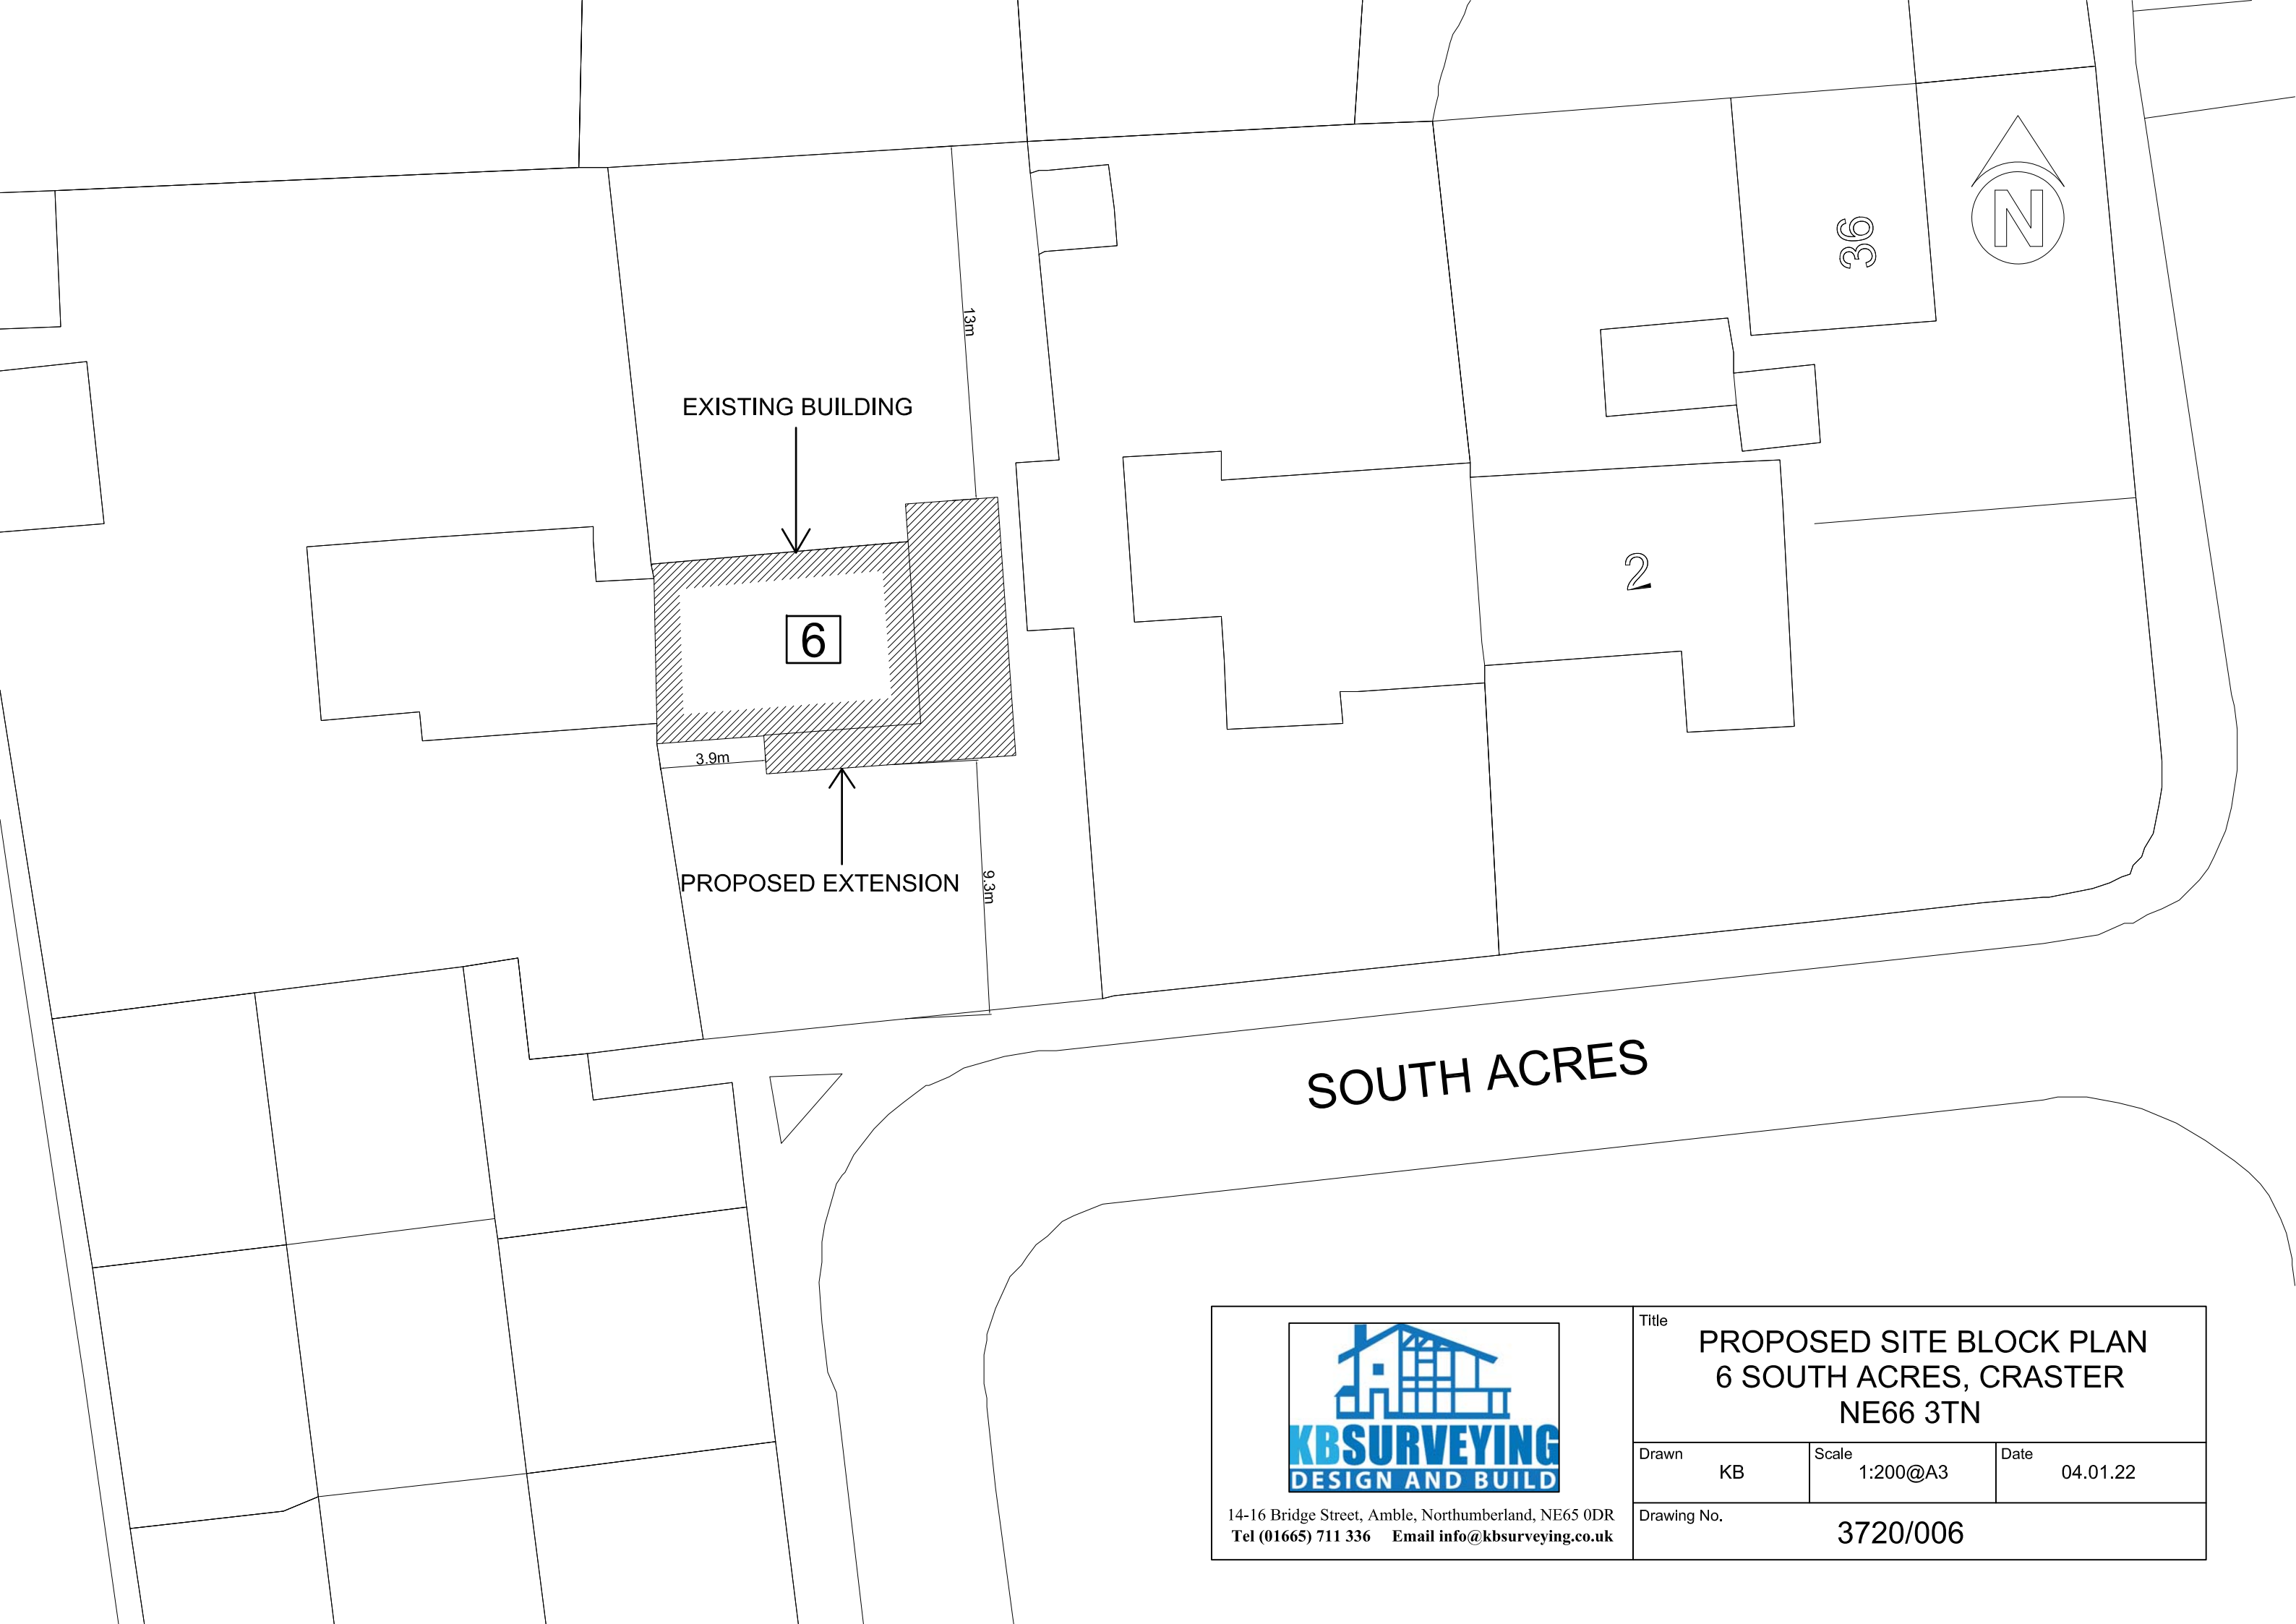 36
N
13m
EXISTING BUILDING
2
6
3.9m
PROPOSED EXTENSION
9.3m
SOUTH ACRES
KBSURVEYING
DESIGN AND BUILD
14-16 Bridge Street, Amble, Northumberland, NE65 0DR
Tel (01665) 711 336 Email info@kbsurveying.co.uk
Title
PROPOSED SITE BLOCK PLAN
6 SOUTH ACRES, CRASTER
NE66 3TN
Drawn
KB
Scale
1:200@A3
Date
04.01.22
Drawing No.
3720/006